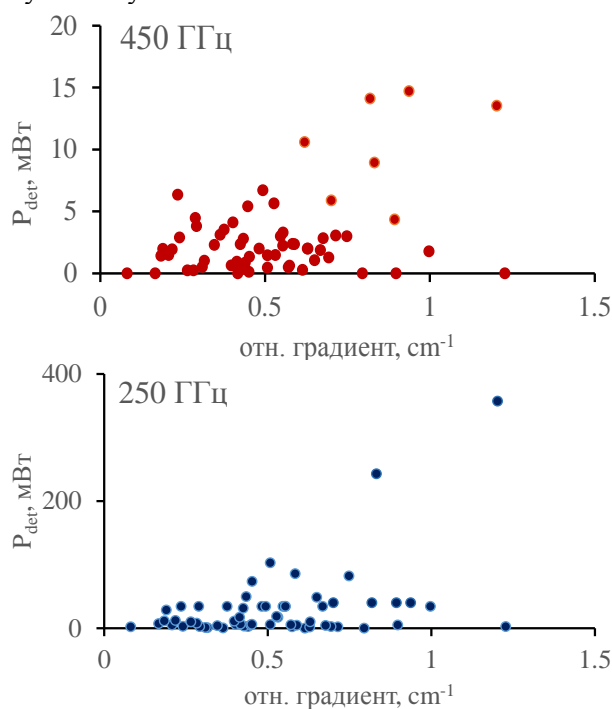 20
450 ГГц
15
10
5
0
P_det, мВт
0 0.5 1 1.5
отн. градиент, cm⁻¹
400
250 ГГц
200
0
P_det, мВт
0 0.5 1 1.5
отн. градиент, cm⁻¹